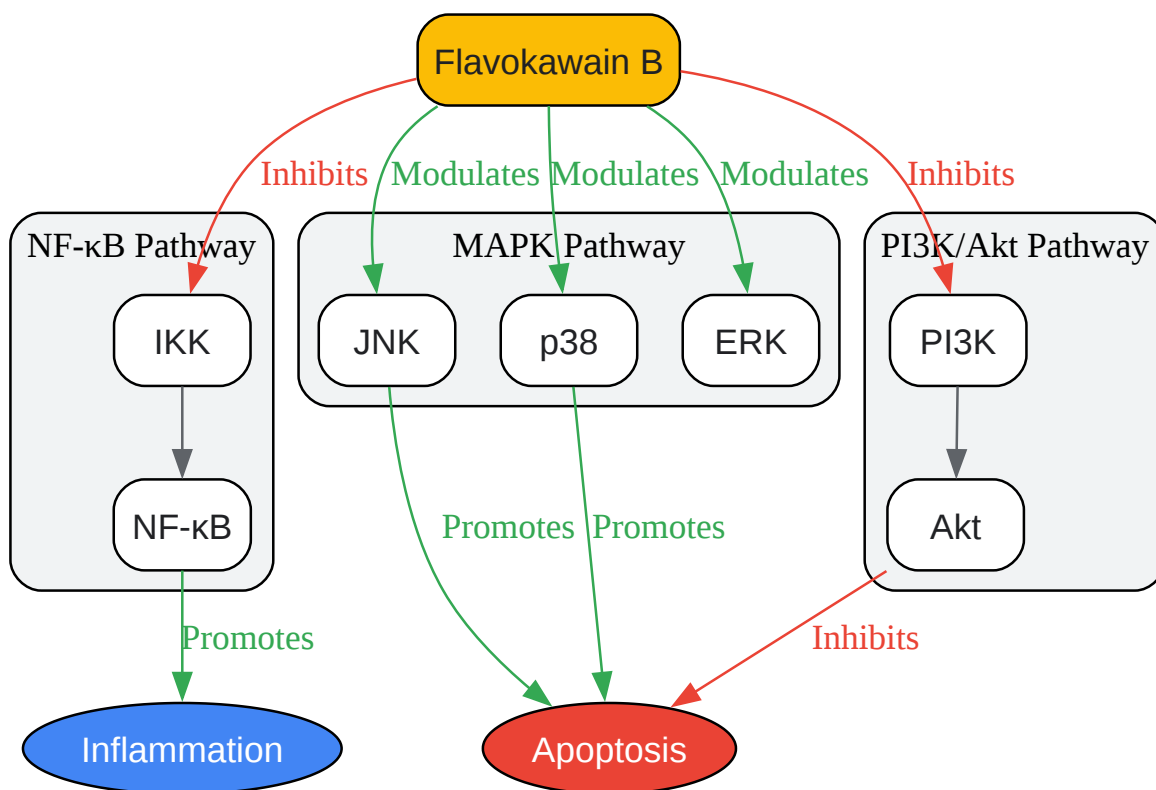 Flavokawain B
Inhibits
Modulates
Modulates
Modulates
Inhibits
NF-κB Pathway
MAPK Pathway
PI3K/Akt Pathway
IKK
JNK
p38
ERK
PI3K
NF-κB
Promotes
Promotes
Akt
Promotes
Inhibits
Inflammation
Apoptosis